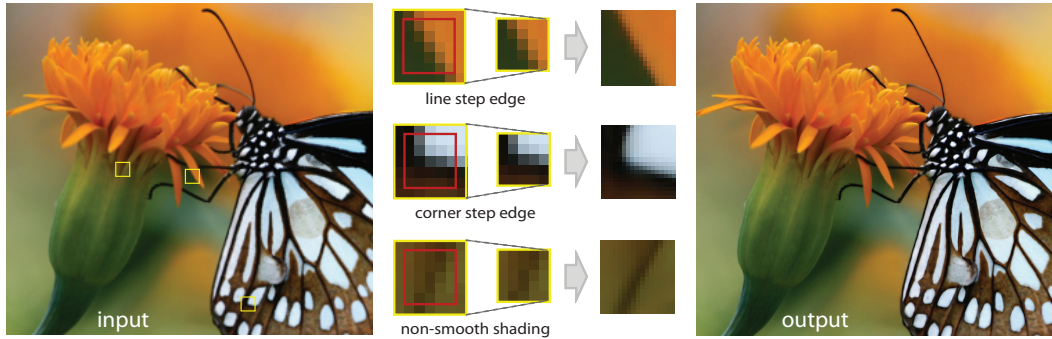 input
line step edge
corner step edge
non-smooth shading
output